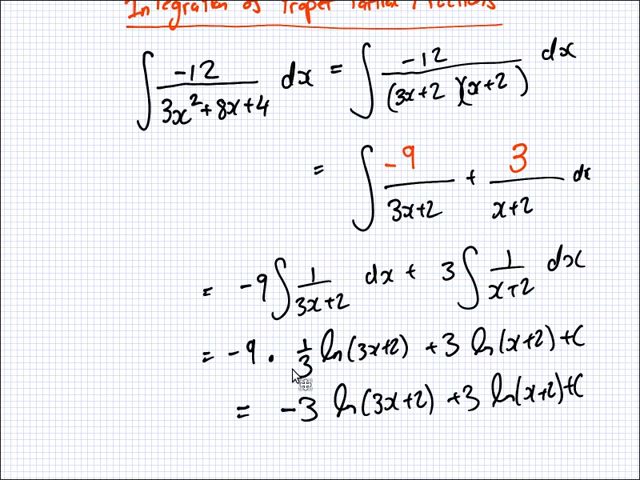 Integration of Proper Partial Fractions
∫ -12 / (3x²+8x+4) dx = ∫ -12 / ((3x+2)(x+2)) dx
= ∫ -9 / (3x+2) + 3 / (x+2) dx
= -9 ∫ 1 / (3x+2) dx + 3 ∫ 1 / (x+2) dx
= -9 · 1/3 ln(3x+2) + 3 ln(x+2) + C
= -3 ln(3x+2) + 3 ln(x+2) + C